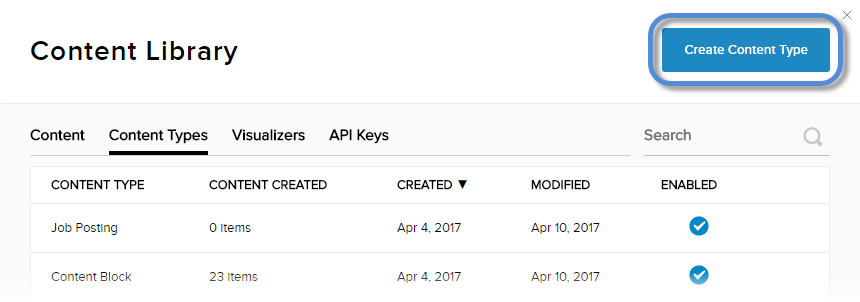 Content Library
Create Content Type
Content Content Types Visualizers API Keys Search
CONTENT TYPE CONTENT CREATED CREATED ▼ MODIFIED ENABLED
Job Posting 0 items Apr 4, 2017 Apr 10, 2017
Content Block 23 items Apr 4, 2017 Apr 10, 2017